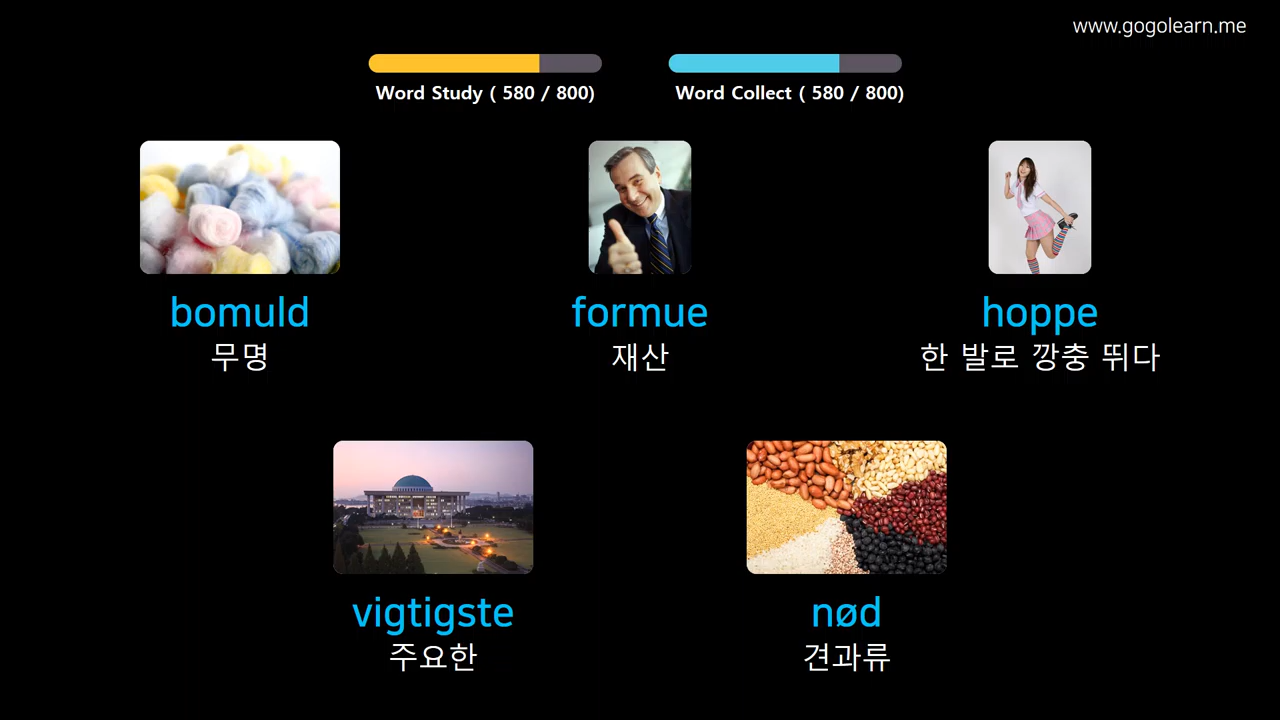 www.gogolearn.me
Word Study ( 580 / 800)
Word Collect ( 580 / 800)
bomuld
무명
formue
재산
hoppe
한 발로 깡충 뛰다
vigtigste
주요한
nød
견과류